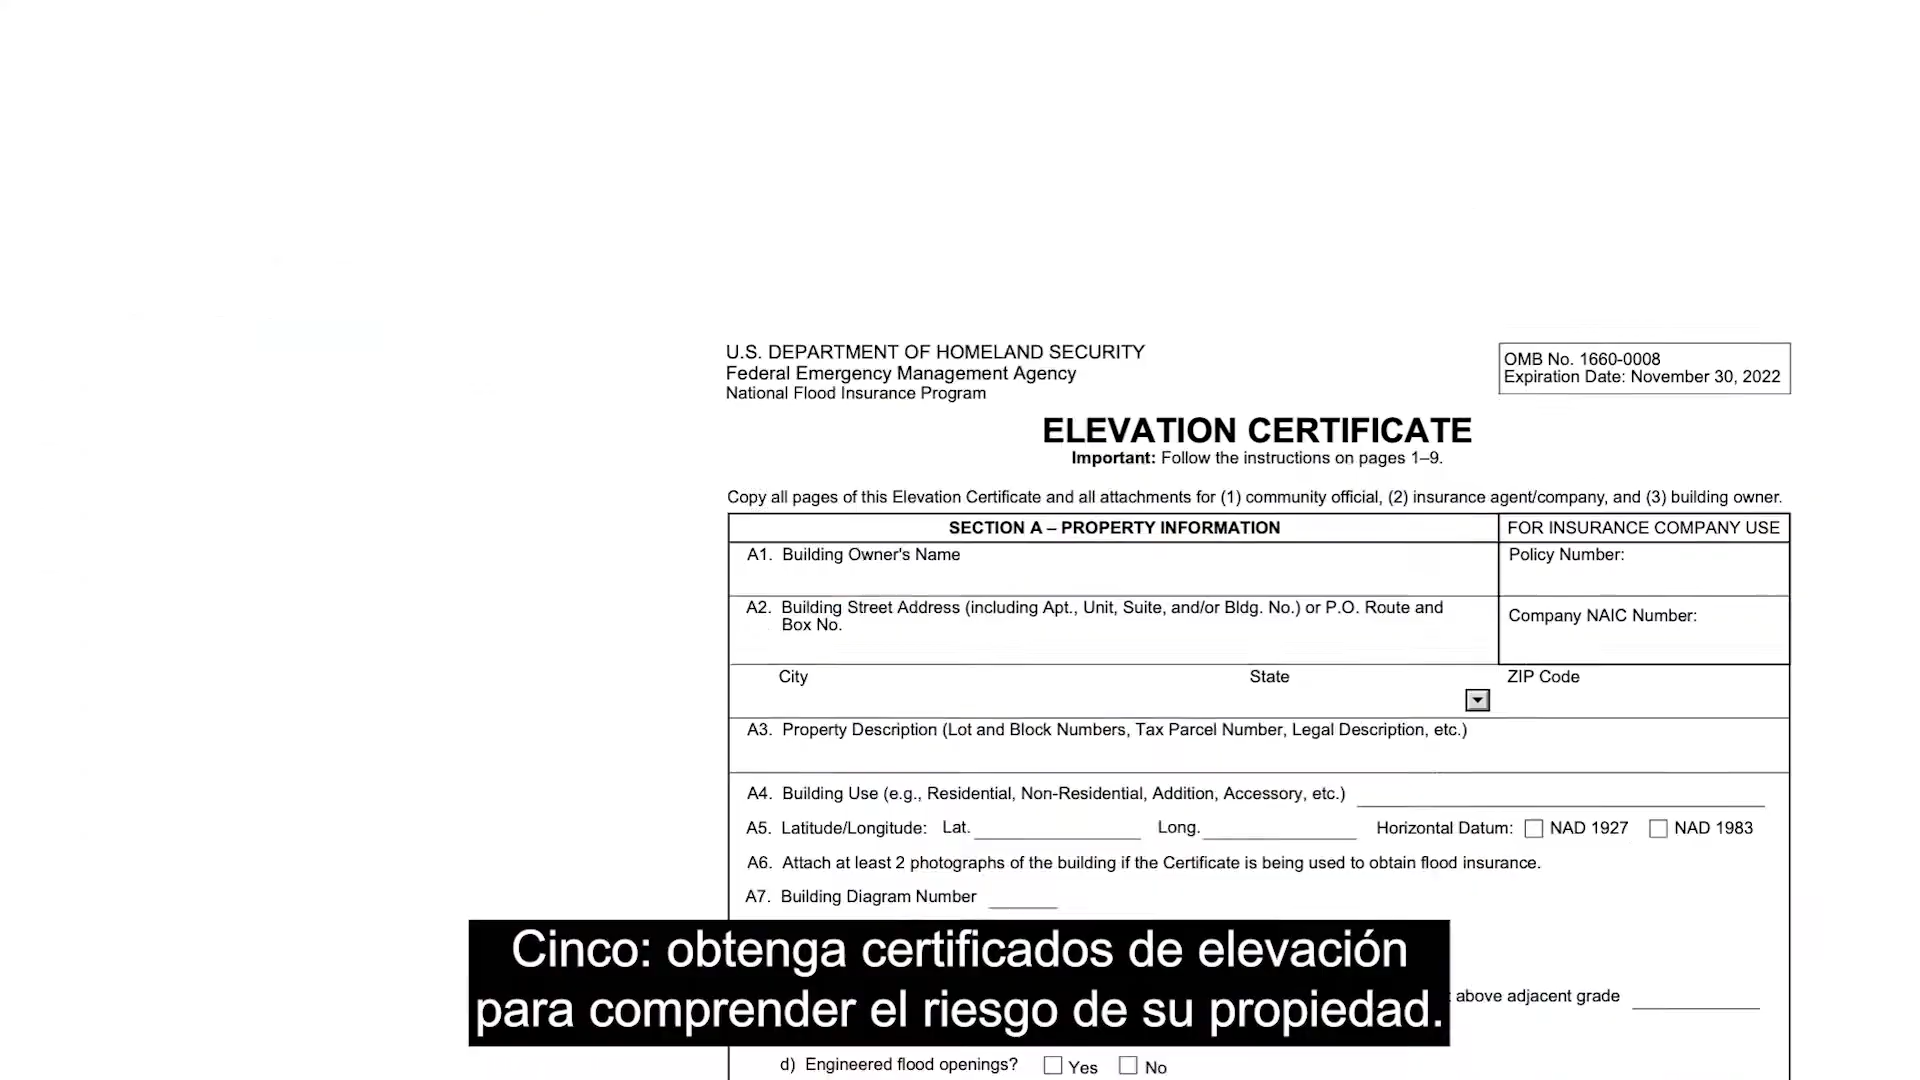 U.S. DEPARTMENT OF HOMELAND SECURITY
Federal Emergency Management Agency
National Flood Insurance Program
OMB No. 1660-0008
Expiration Date: November 30, 2022
ELEVATION CERTIFICATE
Important: Follow the instructions on pages 1–9.
Copy all pages of this Elevation Certificate and all attachments for (1) community official, (2) insurance agent/company, and (3) building owner.
SECTION A – PROPERTY INFORMATION
FOR INSURANCE COMPANY USE
A1. Building Owner's Name
Policy Number:
A2. Building Street Address (including Apt., Unit, Suite, and/or Bldg. No.) or P.O. Route and
Box No.
Company NAIC Number:
City State ZIP Code
A3. Property Description (Lot and Block Numbers, Tax Parcel Number, Legal Description, etc.)
A4. Building Use (e.g., Residential, Non-Residential, Addition, Accessory, etc.)
A5. Latitude/Longitude: Lat. Long. Horizontal Datum: NAD 1927 NAD 1983
A6. Attach at least 2 photographs of the building if the Certificate is being used to obtain flood insurance.
A7. Building Diagram Number
Cinco: obtenga certificados de elevación
para comprender el riesgo de su propiedad.
above adjacent grade
d) Engineered flood openings? Yes No